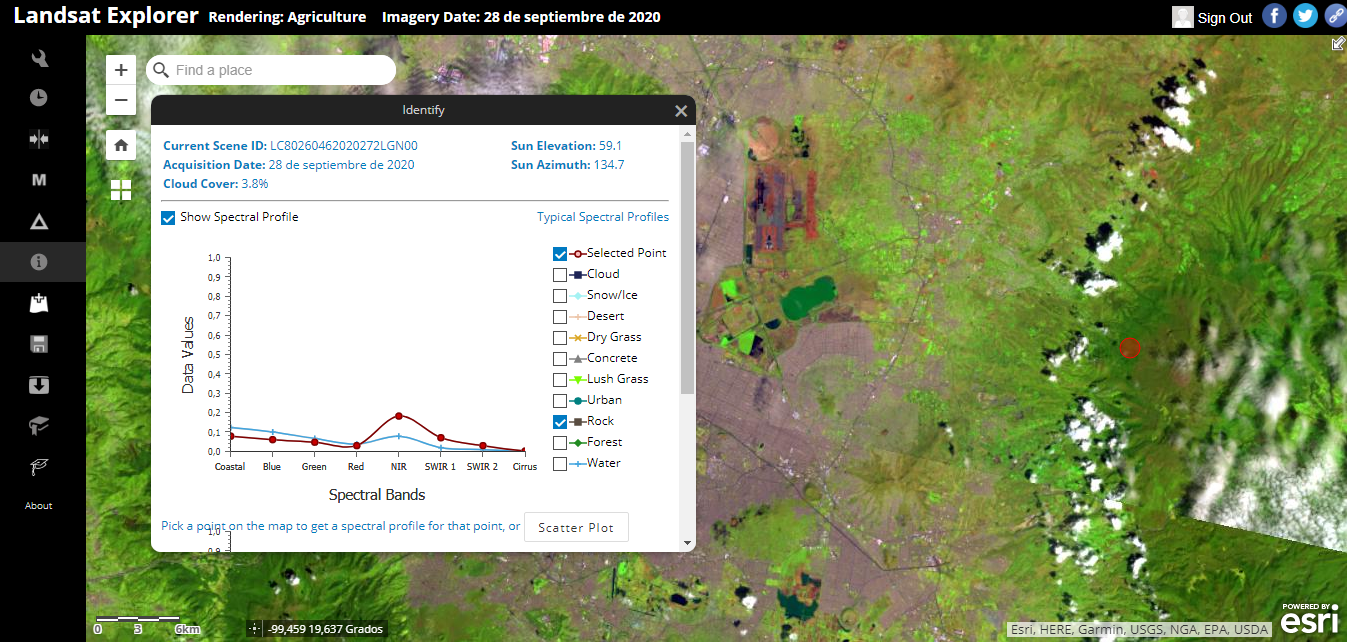 Landsat Explorer Rendering: Agriculture Imagery Date: 28 de septiembre de 2020
Sign Out
Find a place
Identify
Current Scene ID: LC80260462020272LGN00
Sun Elevation: 59.1
Acquisition Date: 28 de septiembre de 2020
Sun Azimuth: 134.7
Cloud Cover: 3.8%
M
Show Spectral Profile
Typical Spectral Profiles
1,0
0,9
0,8
0,7
0,6
0,5
0,4
0,3
0,2
0,1
0,0
Data Values
Coastal Blue Green Red NIR SWIR 1 SWIR 2 Cirrus
Spectral Bands
Selected Point
Cloud
Snow/Ice
Desert
Dry Grass
Concrete
Lush Grass
Urban
Rock
Forest
Water
Pick a point on the map to get a spectral profile for that point, or
Scatter Plot
1,0
0,9
About
0 3 6km
-99,459 19,637 Grados
Esri, HERE, Garmin, USGS, NGA, EPA, USDA
POWERED BY
esri